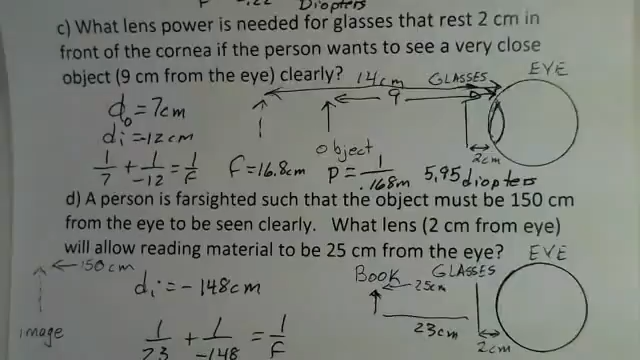 F -.22 Diopters
c) What lens power is needed for glasses that rest 2 cm in
front of the cornea if the person wants to see a very close
object (9 cm from the eye) clearly? 14cm GLASSES EYE
9
do = 7cm
di = -12cm
object
2cm
1/7 + 1/-12 = 1/F F = 16.8cm P = 1/.168m 5.95 diopters
d) A person is farsighted such that the object must be 150 cm
from the eye to be seen clearly. What lens (2 cm from eye)
will allow reading material to be 25 cm from the eye? EYE
150cm
Book GLASSES
di = -148cm 25cm
image 23cm 2cm
1/23 + 1/-148 = 1/F